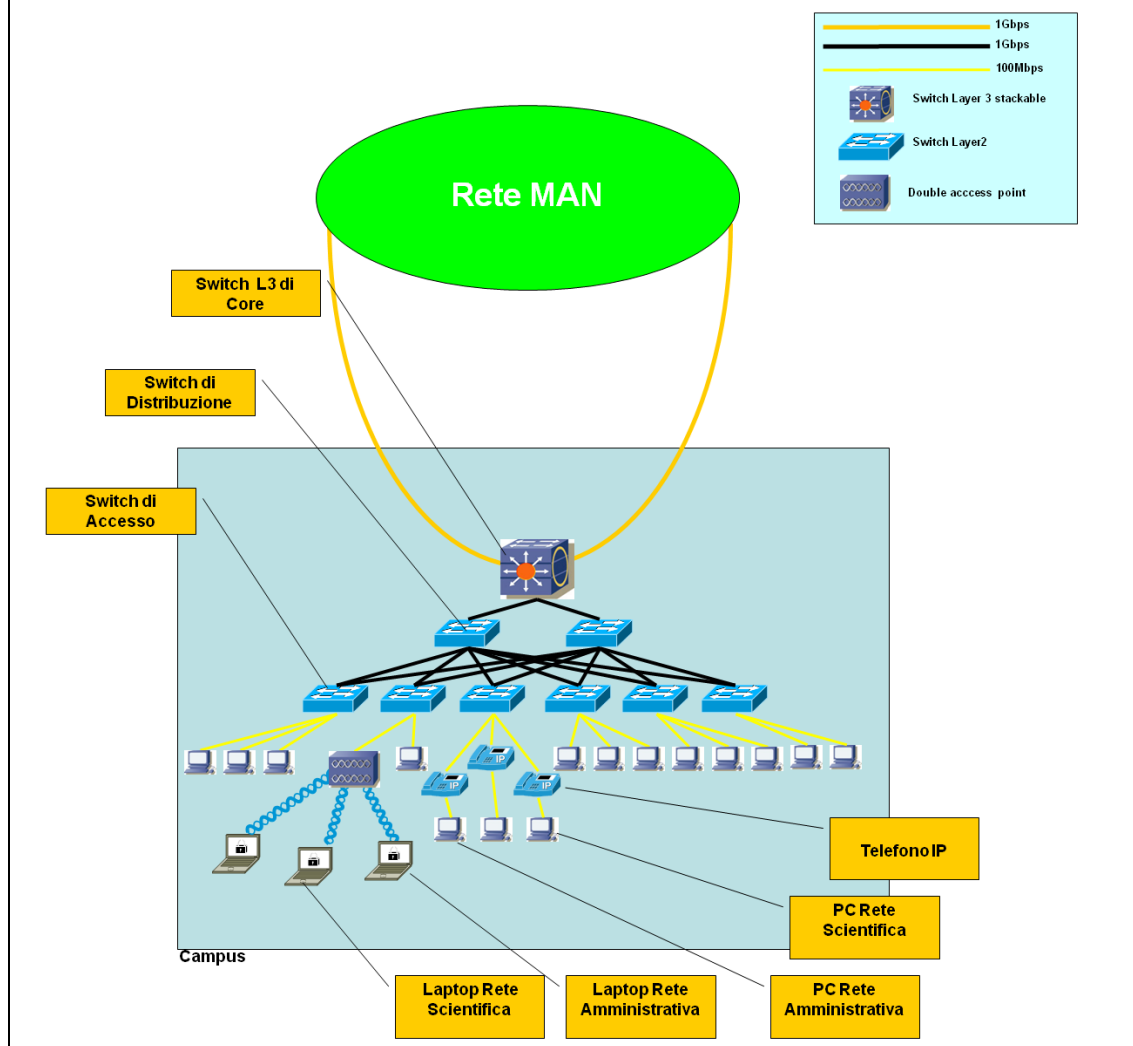 1Gbps
1Gbps
100Mbps
Switch Layer 3 stackable
Switch Layer2
Double acccess point
Rete MAN
Switch L3 di
Core
Switch di
Distribuzione
Switch di
Accesso
IP
IP
IP
Telefono IP
PC Rete
Scientifica
Campus
Laptop Rete
Scientifica
Laptop Rete
Amministrativa
PC Rete
Amministrativa